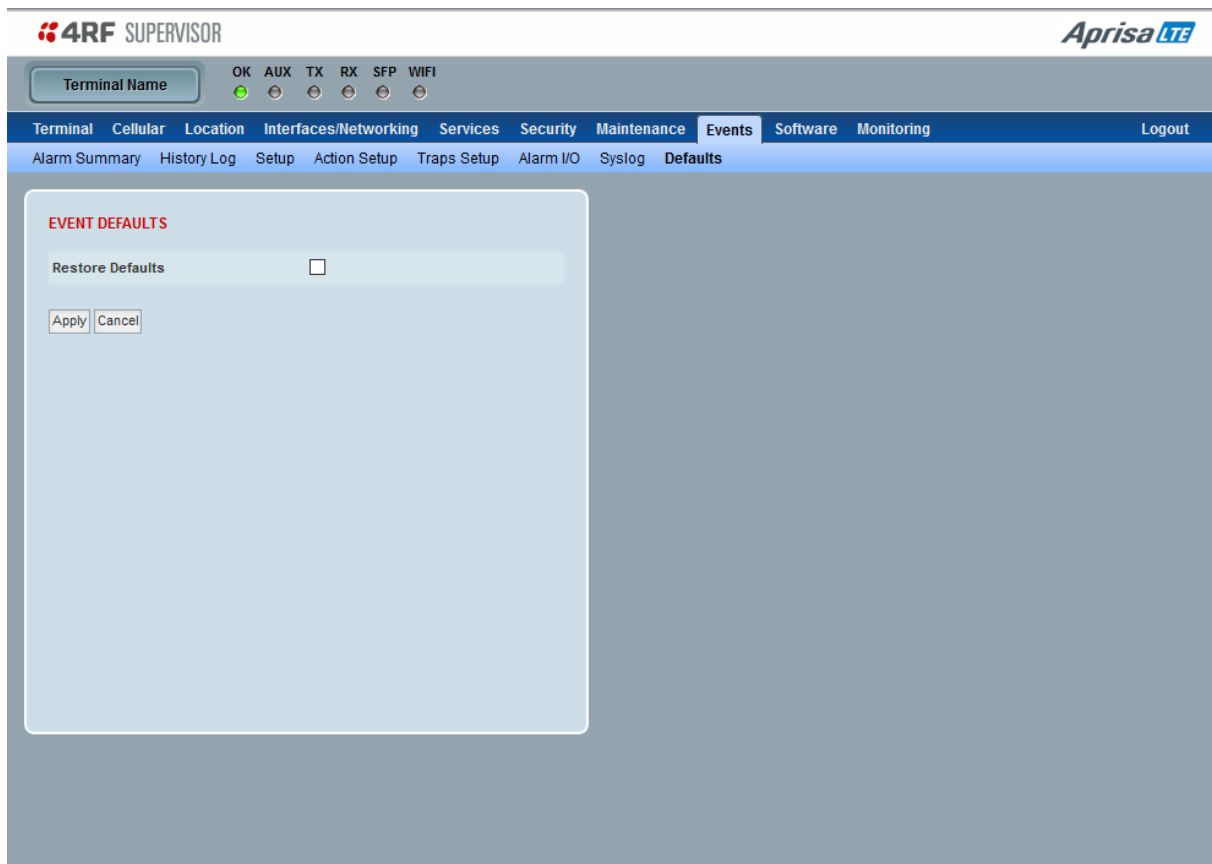 4RF SUPERVISOR
Aprisa LTE
Terminal Name
OK AUX TX RX SFP WIFI
Terminal Cellular Location Interfaces/Networking Services Security Maintenance Events Software Monitoring Logout
Alarm Summary History Log Setup Action Setup Traps Setup Alarm I/O Syslog Defaults
EVENT DEFAULTS
Restore Defaults
Apply Cancel